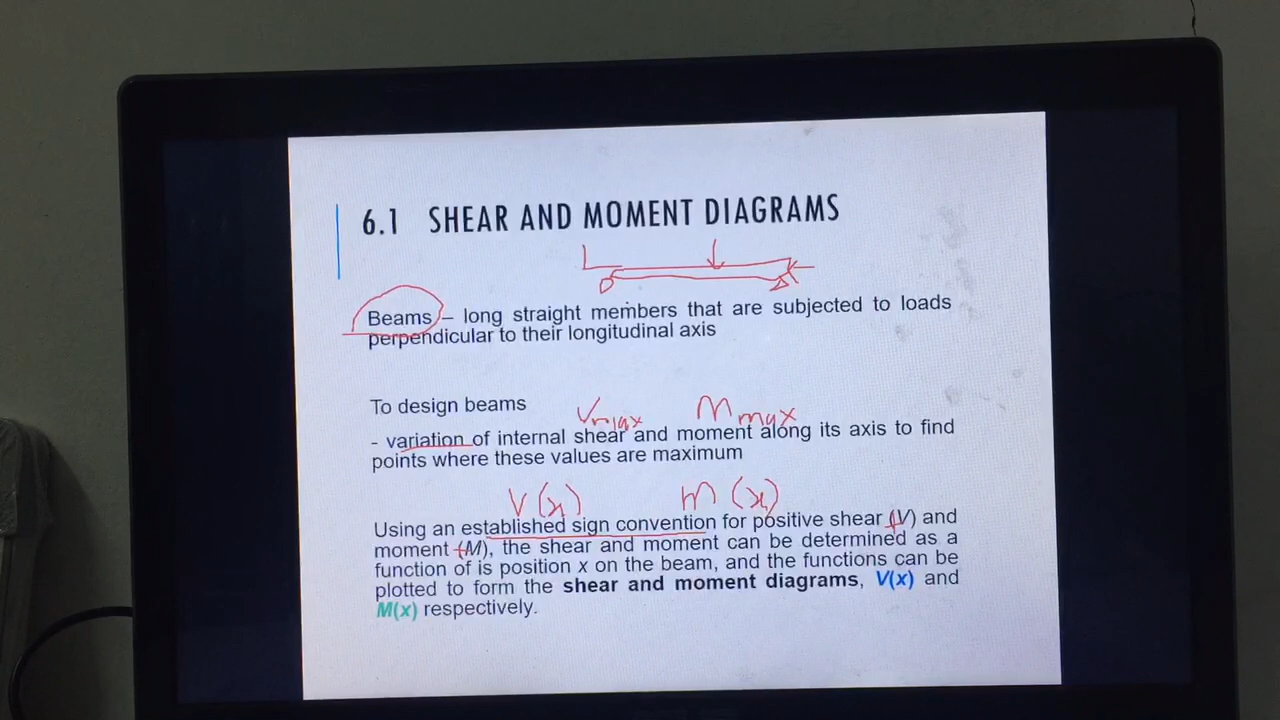 6.1 SHEAR AND MOMENT DIAGRAMS
Beams – long straight members that are subjected to loads
perpendicular to their longitudinal axis
To design beams
Vmax Mmax
- variation of internal shear and moment along its axis to find
points where these values are maximum
V(x) M(x)
Using an established sign convention for positive shear (V) and
moment (M), the shear and moment can be determined as a
function of is position x on the beam, and the functions can be
plotted to form the shear and moment diagrams, V(x) and
M(x) respectively.